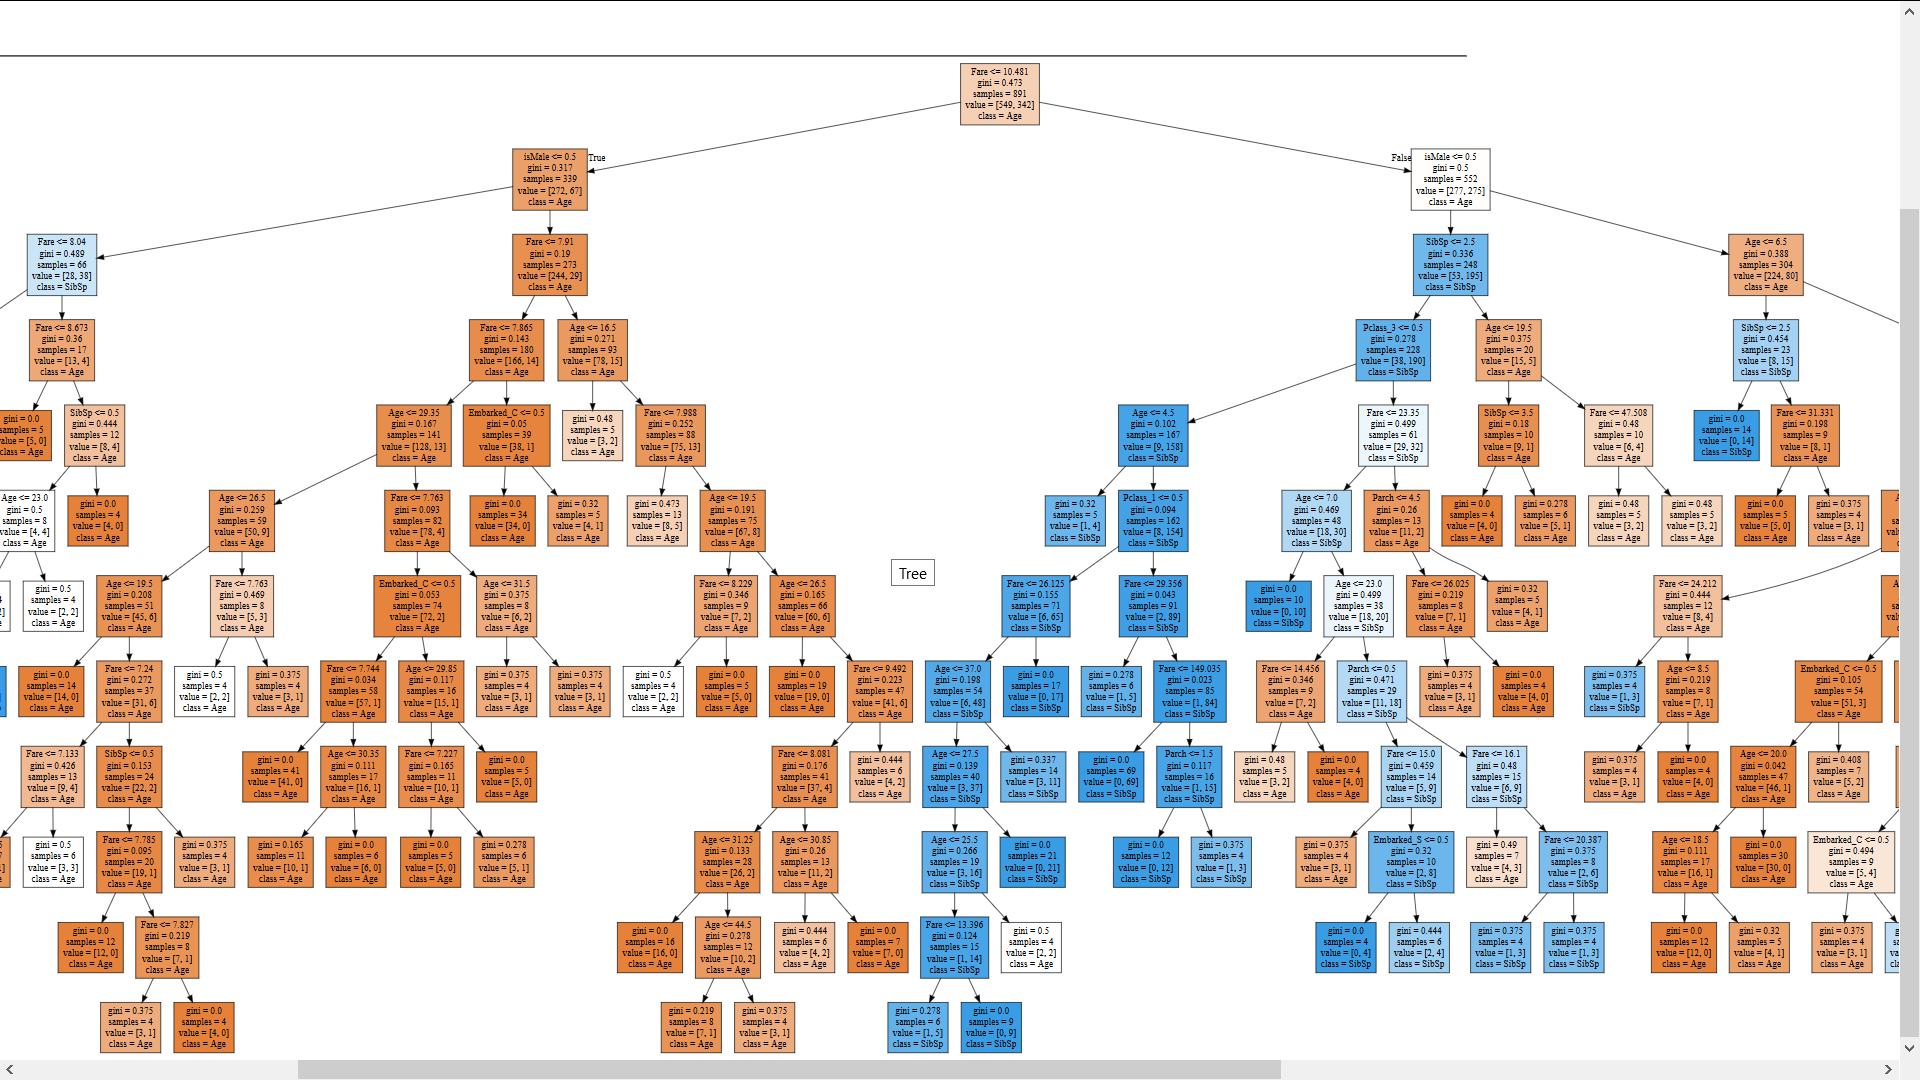 Fare <= 10.481
gini = 0.473
samples = 891
value = [549, 342]
class = Age
True
False
isMale <= 0.5
gini = 0.317
samples = 339
value = [272, 67]
class = Age
isMale <= 0.5
gini = 0.5
samples = 552
value = [277, 275]
class = Age
Fare <= 8.04
gini = 0.489
samples = 66
value = [28, 38]
class = SibSp
Fare <= 7.91
gini = 0.19
samples = 273
value = [244, 29]
class = Age
SibSp <= 2.5
gini = 0.336
samples = 248
value = [53, 195]
class = SibSp
Age <= 6.5
gini = 0.388
samples = 304
value = [224, 80]
class = Age
Fare <= 8.673
gini = 0.36
samples = 17
value = [13, 4]
class = Age
Fare <= 7.865
gini = 0.143
samples = 180
value = [166, 14]
class = Age
Age <= 16.5
gini = 0.271
samples = 93
value = [78, 15]
class = Age
Pclass_3 <= 0.5
gini = 0.278
samples = 228
value = [38, 190]
class = SibSp
Age <= 19.5
gini = 0.375
samples = 20
value = [15, 5]
class = Age
SibSp <= 2.5
gini = 0.454
samples = 23
value = [8, 15]
class = SibSp
gini = 0.0
samples = 5
value = [5, 0]
class = Age
SibSp <= 0.5
gini = 0.444
samples = 12
value = [8, 4]
class = Age
Age <= 29.35
gini = 0.167
samples = 141
value = [128, 13]
class = Age
Embarked_C <= 0.5
gini = 0.05
samples = 39
value = [38, 1]
class = Age
gini = 0.48
samples = 5
value = [3, 2]
class = Age
Fare <= 7.988
gini = 0.252
samples = 88
value = [75, 13]
class = Age
Age <= 4.5
gini = 0.102
samples = 167
value = [9, 158]
class = SibSp
Fare <= 23.35
gini = 0.499
samples = 61
value = [29, 32]
class = SibSp
SibSp <= 3.5
gini = 0.18
samples = 10
value = [9, 1]
class = Age
Fare <= 47.508
gini = 0.48
samples = 10
value = [6, 4]
class = Age
gini = 0.0
samples = 14
value = [0, 14]
class = SibSp
Fare <= 31.331
gini = 0.198
samples = 9
value = [8, 1]
class = Age
Age <= 23.0
gini = 0.5
samples = 8
value = [4, 4]
class = Age
gini = 0.0
samples = 4
value = [4, 0]
class = Age
Age <= 26.5
gini = 0.259
samples = 59
value = [50, 9]
class = Age
Fare <= 7.763
gini = 0.093
samples = 82
value = [78, 4]
class = Age
gini = 0.0
samples = 34
value = [34, 0]
class = Age
gini = 0.32
samples = 5
value = [4, 1]
class = Age
gini = 0.473
samples = 13
value = [8, 5]
class = Age
Age <= 19.5
gini = 0.191
samples = 75
value = [67, 8]
class = Age
gini = 0.32
samples = 5
value = [1, 4]
class = SibSp
Pclass_1 <= 0.5
gini = 0.094
samples = 162
value = [8, 154]
class = SibSp
Age <= 7.0
gini = 0.469
samples = 48
value = [18, 30]
class = SibSp
Parch <= 4.5
gini = 0.26
samples = 13
value = [11, 2]
class = Age
gini = 0.0
samples = 4
value = [4, 0]
class = Age
gini = 0.278
samples = 6
value = [5, 1]
class = Age
gini = 0.48
samples = 5
value = [3, 2]
class = Age
gini = 0.48
samples = 5
value = [3, 2]
class = Age
gini = 0.0
samples = 5
value = [5, 0]
class = Age
gini = 0.375
samples = 4
value = [3, 1]
class = Age
gini = 0.5
samples = 4
value = [2, 2]
class = Age
Age <= 19.5
gini = 0.208
samples = 51
value = [45, 6]
class = Age
Fare <= 7.763
gini = 0.469
samples = 8
value = [5, 3]
class = Age
Embarked_C <= 0.5
gini = 0.053
samples = 74
value = [72, 2]
class = Age
Age <= 31.5
gini = 0.375
samples = 8
value = [6, 2]
class = Age
Fare <= 8.229
gini = 0.346
samples = 9
value = [7, 2]
class = Age
Age <= 26.5
gini = 0.165
samples = 66
value = [60, 6]
class = Age
Tree
Fare <= 26.125
gini = 0.155
samples = 71
value = [6, 65]
class = SibSp
Fare <= 29.356
gini = 0.043
samples = 91
value = [2, 89]
class = SibSp
gini = 0.0
samples = 10
value = [0, 10]
class = SibSp
Age <= 23.0
gini = 0.499
samples = 38
value = [18, 20]
class = SibSp
Fare <= 26.025
gini = 0.219
samples = 8
value = [7, 1]
class = Age
gini = 0.32
samples = 5
value = [4, 1]
class = Age
Fare <= 24.212
gini = 0.444
samples = 12
value = [8, 4]
class = Age
gini = 0.0
samples = 14
value = [14, 0]
class = Age
Fare <= 7.24
gini = 0.272
samples = 37
value = [31, 6]
class = Age
gini = 0.5
samples = 4
value = [2, 2]
class = Age
gini = 0.375
samples = 4
value = [3, 1]
class = Age
Fare <= 7.744
gini = 0.034
samples = 58
value = [57, 1]
class = Age
Age <= 29.85
gini = 0.117
samples = 16
value = [15, 1]
class = Age
gini = 0.375
samples = 4
value = [3, 1]
class = Age
gini = 0.375
samples = 4
value = [3, 1]
class = Age
gini = 0.5
samples = 4
value = [2, 2]
class = Age
gini = 0.0
samples = 5
value = [5, 0]
class = Age
gini = 0.0
samples = 19
value = [19, 0]
class = Age
Fare <= 9.492
gini = 0.223
samples = 47
value = [41, 6]
class = Age
Age <= 37.0
gini = 0.198
samples = 54
value = [6, 48]
class = SibSp
gini = 0.0
samples = 17
value = [0, 17]
class = SibSp
gini = 0.278
samples = 6
value = [1, 5]
class = SibSp
Fare <= 149.035
gini = 0.023
samples = 85
value = [1, 84]
class = SibSp
Fare <= 14.456
gini = 0.346
samples = 9
value = [7, 2]
class = Age
Parch <= 0.5
gini = 0.471
samples = 29
value = [11, 18]
class = SibSp
gini = 0.375
samples = 4
value = [3, 1]
class = Age
gini = 0.0
samples = 4
value = [4, 0]
class = Age
gini = 0.375
samples = 4
value = [1, 3]
class = SibSp
Age <= 8.5
gini = 0.219
samples = 8
value = [7, 1]
class = Age
Embarked_C <= 0.5
gini = 0.105
samples = 54
value = [51, 3]
class = Age
Fare <= 7.133
gini = 0.426
samples = 13
value = [9, 4]
class = Age
SibSp <= 0.5
gini = 0.153
samples = 24
value = [22, 2]
class = Age
gini = 0.0
samples = 41
value = [41, 0]
class = Age
Age <= 30.35
gini = 0.111
samples = 17
value = [16, 1]
class = Age
Fare <= 7.227
gini = 0.165
samples = 11
value = [10, 1]
class = Age
gini = 0.0
samples = 5
value = [5, 0]
class = Age
Fare <= 8.081
gini = 0.176
samples = 41
value = [37, 4]
class = Age
gini = 0.444
samples = 6
value = [4, 2]
class = Age
Age <= 27.5
gini = 0.139
samples = 40
value = [3, 37]
class = SibSp
gini = 0.337
samples = 14
value = [3, 11]
class = SibSp
gini = 0.0
samples = 69
value = [0, 69]
class = SibSp
Parch <= 1.5
gini = 0.117
samples = 16
value = [1, 15]
class = SibSp
gini = 0.48
samples = 5
value = [3, 2]
class = Age
gini = 0.0
samples = 4
value = [4, 0]
class = Age
Fare <= 15.0
gini = 0.459
samples = 14
value = [5, 9]
class = SibSp
Fare <= 16.1
gini = 0.48
samples = 15
value = [6, 9]
class = SibSp
gini = 0.375
samples = 4
value = [3, 1]
class = Age
gini = 0.0
samples = 4
value = [4, 0]
class = Age
Age <= 20.0
gini = 0.042
samples = 47
value = [46, 1]
class = Age
gini = 0.408
samples = 7
value = [5, 2]
class = Age
gini = 0.5
samples = 6
value = [3, 3]
class = Age
Fare <= 7.785
gini = 0.095
samples = 20
value = [19, 1]
class = Age
gini = 0.375
samples = 4
value = [3, 1]
class = Age
gini = 0.165
samples = 11
value = [10, 1]
class = Age
gini = 0.0
samples = 6
value = [6, 0]
class = Age
gini = 0.0
samples = 5
value = [5, 0]
class = Age
gini = 0.278
samples = 6
value = [5, 1]
class = Age
Age <= 31.25
gini = 0.133
samples = 28
value = [26, 2]
class = Age
Age <= 30.85
gini = 0.26
samples = 13
value = [11, 2]
class = Age
Age <= 25.5
gini = 0.266
samples = 19
value = [3, 16]
class = SibSp
gini = 0.0
samples = 21
value = [0, 21]
class = SibSp
gini = 0.0
samples = 12
value = [0, 12]
class = SibSp
gini = 0.375
samples = 4
value = [1, 3]
class = SibSp
gini = 0.375
samples = 4
value = [3, 1]
class = Age
Embarked_S <= 0.5
gini = 0.32
samples = 10
value = [2, 8]
class = SibSp
gini = 0.49
samples = 7
value = [4, 3]
class = Age
Fare <= 20.387
gini = 0.375
samples = 8
value = [2, 6]
class = SibSp
Age <= 18.5
gini = 0.111
samples = 17
value = [16, 1]
class = Age
gini = 0.0
samples = 30
value = [30, 0]
class = Age
Embarked_C <= 0.5
gini = 0.494
samples = 9
value = [5, 4]
class = Age
gini = 0.0
samples = 12
value = [12, 0]
class = Age
Fare <= 7.827
gini = 0.219
samples = 8
value = [7, 1]
class = Age
gini = 0.0
samples = 16
value = [16, 0]
class = Age
Age <= 44.5
gini = 0.278
samples = 12
value = [10, 2]
class = Age
gini = 0.444
samples = 6
value = [4, 2]
class = Age
gini = 0.0
samples = 7
value = [7, 0]
class = Age
Fare <= 13.396
gini = 0.124
samples = 15
value = [1, 14]
class = SibSp
gini = 0.5
samples = 4
value = [2, 2]
class = Age
gini = 0.0
samples = 4
value = [0, 4]
class = SibSp
gini = 0.444
samples = 6
value = [2, 4]
class = SibSp
gini = 0.375
samples = 4
value = [1, 3]
class = SibSp
gini = 0.375
samples = 4
value = [1, 3]
class = SibSp
gini = 0.0
samples = 12
value = [12, 0]
class = Age
gini = 0.32
samples = 5
value = [4, 1]
class = Age
gini = 0.375
samples = 4
value = [3, 1]
class = Age
gini = 0.375
samples = 4
value = [3, 1]
class = Age
gini = 0.0
samples = 4
value = [4, 0]
class = Age
gini = 0.219
samples = 8
value = [7, 1]
class = Age
gini = 0.375
samples = 4
value = [3, 1]
class = Age
gini = 0.278
samples = 6
value = [1, 5]
class = SibSp
gini = 0.0
samples = 9
value = [0, 9]
class = SibSp